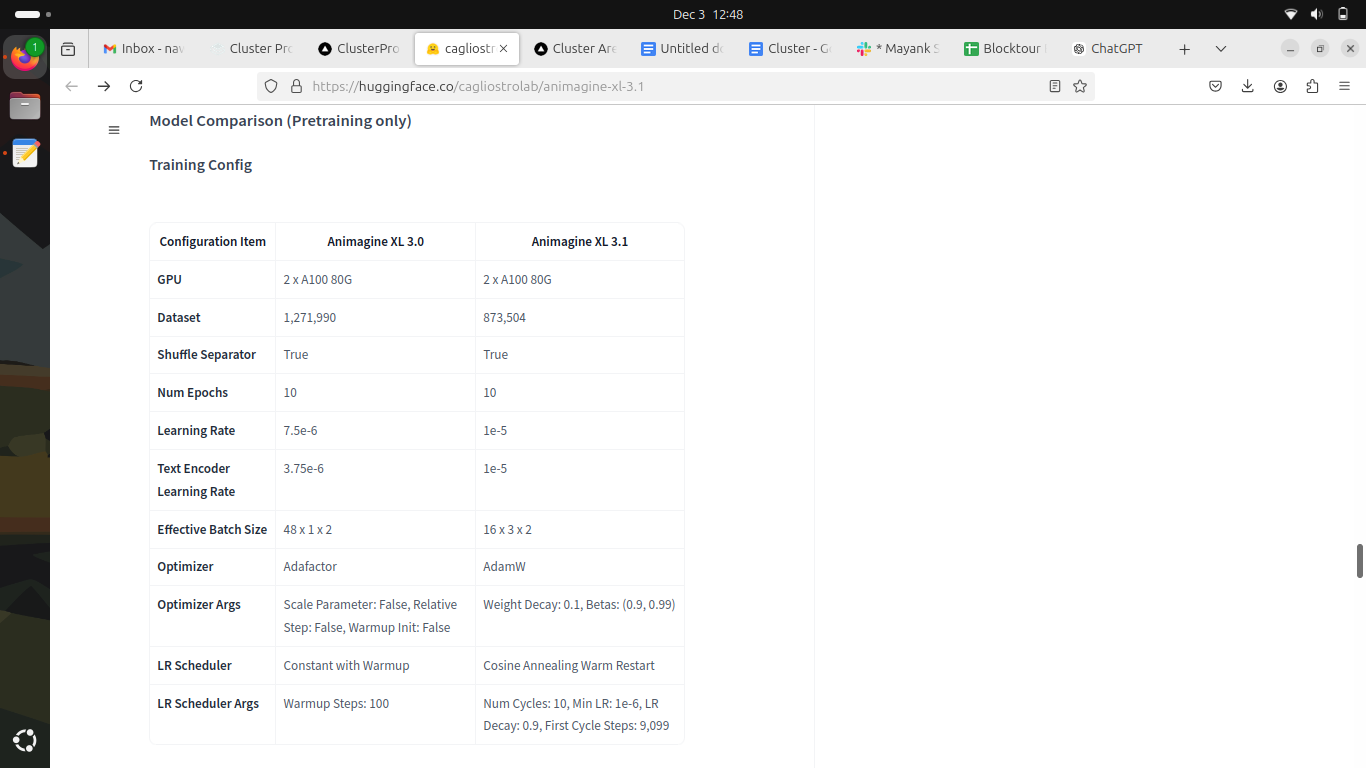 Dec 3 12:48
1
Inbox - nav
Cluster Pro
ClusterPro
cagliostr
Cluster Are
Untitled do
Cluster - Go
* Mayank S
Blocktour
ChatGPT
https://huggingface.co/cagliostrolab/animagine-xl-3.1
Model Comparison (Pretraining only)
Training Config
Configuration Item Animagine XL 3.0 Animagine XL 3.1
GPU 2 x A100 80G 2 x A100 80G
Dataset 1,271,990 873,504
Shuffle Separator True True
Num Epochs 10 10
Learning Rate 7.5e-6 1e-5
Text Encoder 3.75e-6 1e-5
Learning Rate
Effective Batch Size 48 x 1 x 2 16 x 3 x 2
Optimizer Adafactor AdamW
Optimizer Args Scale Parameter: False, Relative Weight Decay: 0.1, Betas: (0.9, 0.99)
Step: False, Warmup Init: False
LR Scheduler Constant with Warmup Cosine Annealing Warm Restart
LR Scheduler Args Warmup Steps: 100 Num Cycles: 10, Min LR: 1e-6, LR
Decay: 0.9, First Cycle Steps: 9,099